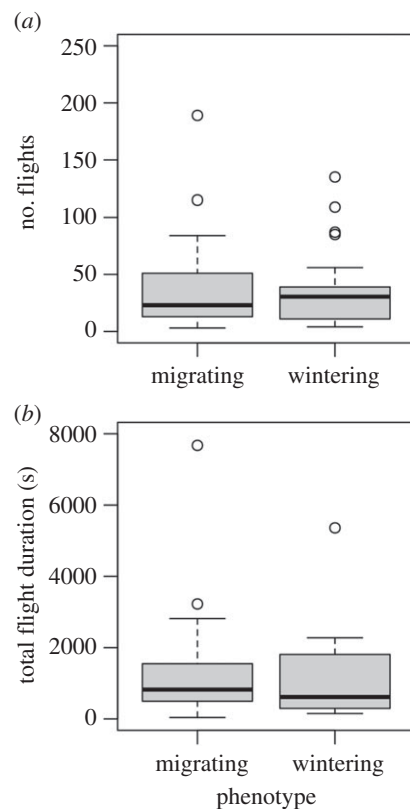 (a)
250
200
150
100
50
0
no. flights
migrating wintering
(b)
8000
6000
4000
2000
0
total flight duration (s)
migrating wintering
phenotype